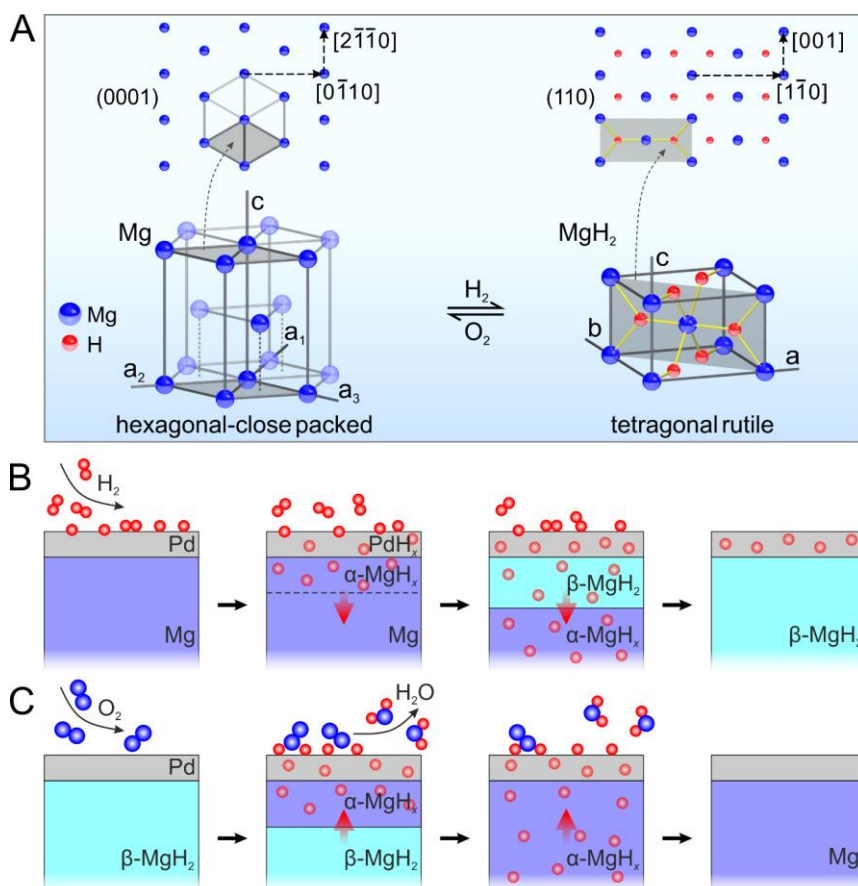 A
[2̅1̅1̅0]
[01̅10]
(0001)
c
Mg
Mg
H
a₁
a₂
a₃
hexagonal-close packed
H₂
O₂
[001]
[11̅0]
(110)
MgH₂
c
b
a
tetragonal rutile
B
H₂
Pd
Mg
PdHₓ
α-MgHₓ
Mg
β-MgH₂
α-MgHₓ
β-MgH₂
C
O₂
Pd
β-MgH₂
H₂O
α-MgHₓ
β-MgH₂
α-MgHₓ
Mg